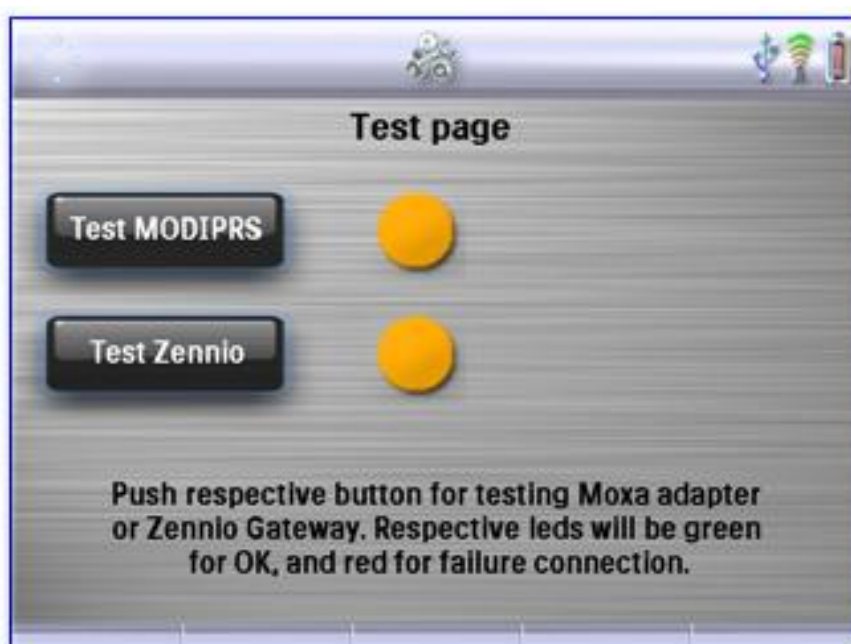 Test page
Test MODIPRS
Test Zennio
Push respective button for testing Moxa adapter
or Zennio Gateway. Respective leds will be green
for OK, and red for failure connection.